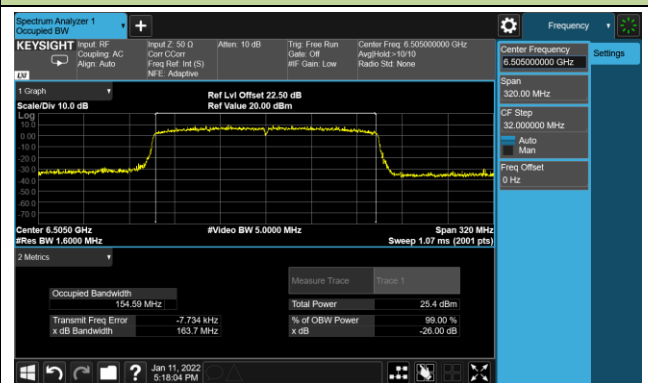 Spectrum Analyzer 1
Occupied BW
Frequency
KEYSIGHT
Input: RF
Coupling: AC
Align: Auto
Input Z: 50 Ω
Corr CCorr
Freq Ref: Int (S)
NFE: Adaptive
Atten: 10 dB
Trig: Free Run
Gate: Off
#IF Gain: Low
Center Freq: 6.505000000 GHz
Avg|Hold:>10/10
Radio Std: None
LXI
Center Frequency
6.505000000 GHz
Settings
Span
320.00 MHz
CF Step
32.000000 MHz
Auto
Man
Freq Offset
0 Hz
1 Graph
Scale/Div 10.0 dB
Ref Lvl Offset 22.50 dB
Ref Value 20.00 dBm
Log
10.0
0.00
-10.0
-20.0
-30.0
-40.0
-50.0
-60.0
-70.0
Center 6.5050 GHz
#Res BW 1.6000 MHz
#Video BW 5.0000 MHz
Span 320 MHz
Sweep 1.07 ms (2001 pts)
2 Metrics
Measure Trace
Trace 1
Occupied Bandwidth
154.59 MHz
Total Power
25.4 dBm
Transmit Freq Error
-7.734 kHz
% of OBW Power
99.00 %
x dB Bandwidth
163.7 MHz
x dB
-26.00 dB
?
Jan 11, 2022
5:18:04 PM